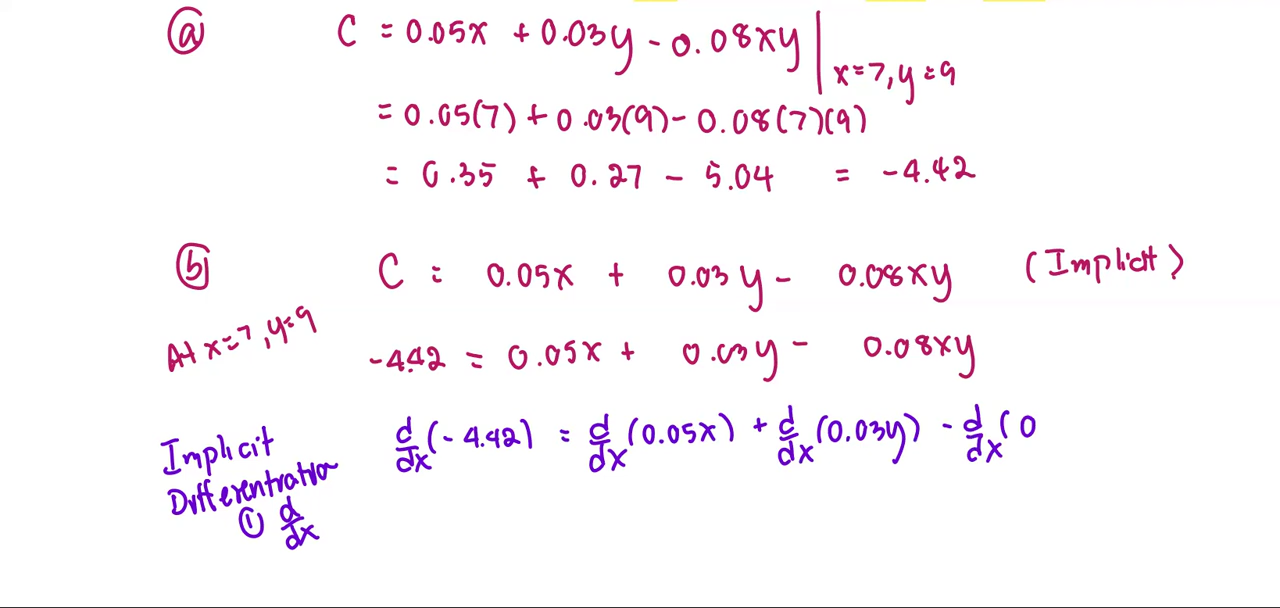 ⓐ C = 0.05x + 0.03y - 0.08xy | x=7, y=9
= 0.05(7) + 0.03(9) - 0.08(7)(9)
= 0.35 + 0.27 - 5.04 = -4.42
ⓑ C = 0.05x + 0.03y - 0.08xy (Implicit)
At x=7, y=9
-4.42 = 0.05x + 0.03y - 0.08xy
d/dx(-4.42) = d/dx(0.05x) + d/dx(0.03y) - d/dx(0
Implicit
Differentiation
① d/dx